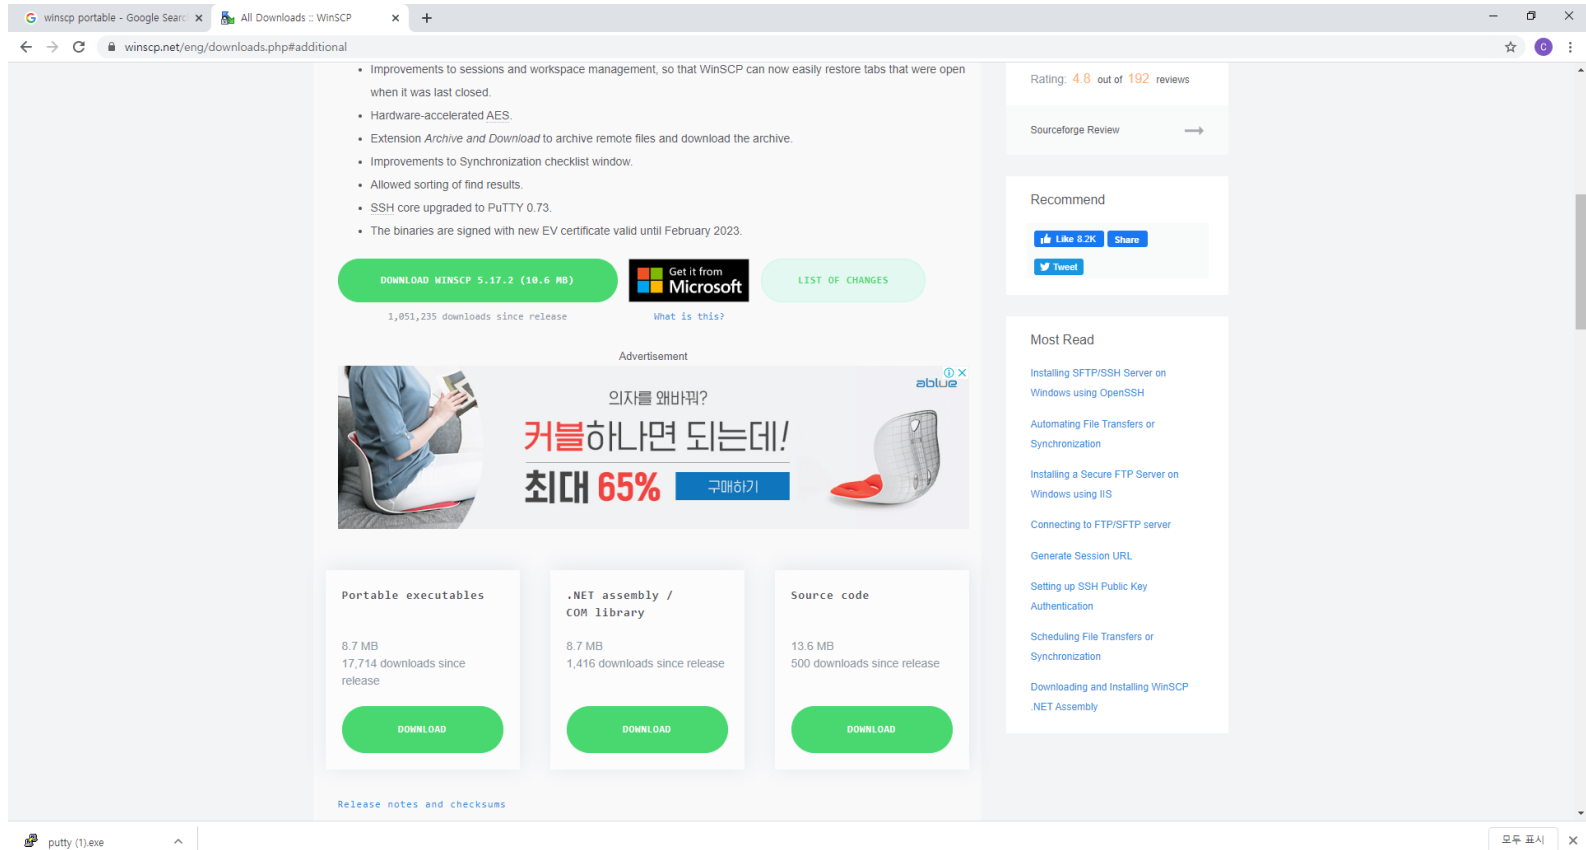 winscp portable - Google Searc
All Downloads :: WinSCP
winscp.net/eng/downloads.php#additional
C
Improvements to sessions and workspace management, so that WinSCP can now easily restore tabs that were open
when it was last closed.
Hardware-accelerated AES.
Extension Archive and Download to archive remote files and download the archive.
Improvements to Synchronization checklist window.
Allowed sorting of find results.
SSH core upgraded to PuTTY 0.73.
The binaries are signed with new EV certificate valid until February 2023.
DOWNLOAD WINSCP 5.17.2 (10.6 MB)
1,051,235 downloads since release
Get it from
Microsoft
What is this?
LIST OF CHANGES
Advertisement
ablue
의자를 왜바꿔?
커블하나면 되는데!
최대 65%
구매하기
Portable executables
8.7 MB
17,714 downloads since
release
DOWNLOAD
.NET assembly /
COM library
8.7 MB
1,416 downloads since release
DOWNLOAD
Source code
13.6 MB
500 downloads since release
DOWNLOAD
Release notes and checksums
Rating: 4.8 out of 192 reviews
Sourceforge Review
Recommend
Like 8.2K
Share
Tweet
Most Read
Installing SFTP/SSH Server on
Windows using OpenSSH
Automating File Transfers or
Synchronization
Installing a Secure FTP Server on
Windows using IIS
Connecting to FTP/SFTP server
Generate Session URL
Setting up SSH Public Key
Authentication
Scheduling File Transfers or
Synchronization
Downloading and Installing WinSCP
.NET Assembly
putty (1).exe
모두 표시